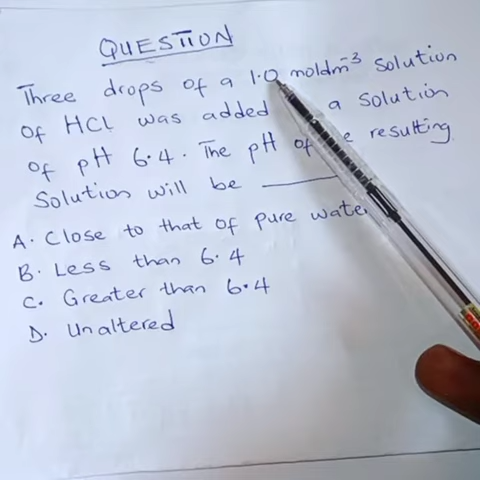 QUESTION
Three drops of a 1.0 moldm⁻³ solution
of HCl was added a solution
of pH 6.4. The pH of resulting
Solution will be ______
A. Close to that of pure
B. Less than 6.4
C. Greater than 6.4
D. Unaltered